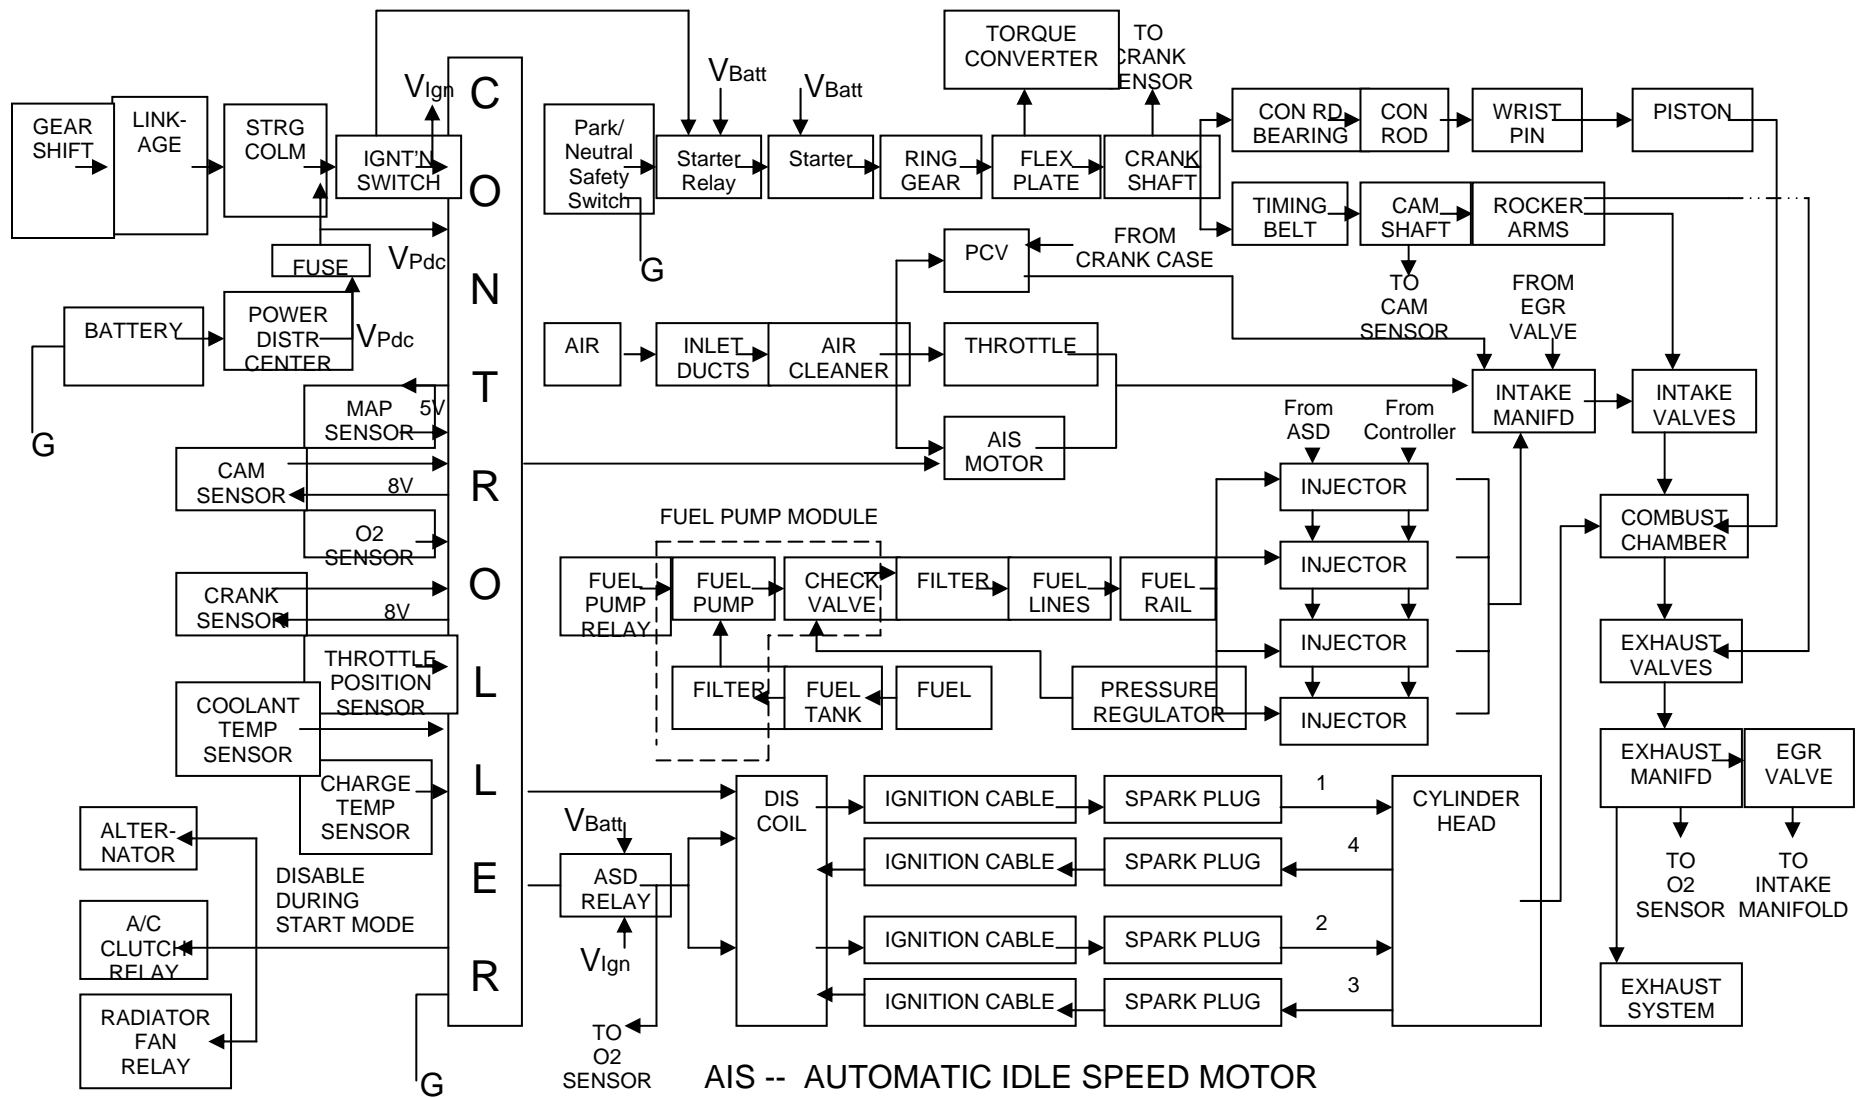 GEAR
SHIFT
LINK-
AGE
STRG
COLM
IGNT'N
SWITCH
VIgn
FUSE
VPdc
BATTERY
POWER
DISTR
CENTER
VPdc
G
MAP
SENSOR
5V
CAM
SENSOR
8V
O2
SENSOR
CRANK
SENSOR
8V
THROTTLE
POSITION
SENSOR
COOLANT
TEMP
SENSOR
CHARGE
TEMP
SENSOR
ALTER-
NATOR
DISABLE
DURING
START MODE
A/C
CLUTCH
RELAY
RADIATOR
FAN
RELAY
G
C
O
N
T
R
O
L
L
E
R
Park/
Neutral
Safety
Switch
G
VBatt
Starter
Relay
VBatt
Starter
RING
GEAR
TORQUE
CONVERTER
FLEX
PLATE
TO
CRANK
SENSOR
CRANK
SHAFT
CON RD
BEARING
CON
ROD
WRIST
PIN
PISTON
TIMING
BELT
CAM
SHAFT
ROCKER
ARMS
PCV
FROM
CRANK CASE
TO
CAM
SENSOR
FROM
EGR
VALVE
AIR
INLET
DUCTS
AIR
CLEANER
THROTTLE
AIS
MOTOR
INTAKE
MANIFD
INTAKE
VALVES
From
ASD
From
Controller
INJECTOR
INJECTOR
INJECTOR
INJECTOR
COMBUST
CHAMBER
FUEL PUMP MODULE
FUEL
PUMP
RELAY
FUEL
PUMP
CHECK
VALVE
FILTER
FUEL
LINES
FUEL
RAIL
FILTER
FUEL
TANK
FUEL
PRESSURE
REGULATOR
EXHAUST
VALVES
EXHAUST
MANIFD
EGR
VALVE
TO
O2
SENSOR
TO
INTAKE
MANIFOLD
EXHAUST
SYSTEM
VBatt
ASD
RELAY
VIgn
TO
O2
SENSOR
DIS
COIL
IGNITION CABLE
SPARK PLUG
1
IGNITION CABLE
SPARK PLUG
4
IGNITION CABLE
SPARK PLUG
2
IGNITION CABLE
SPARK PLUG
3
CYLINDER
HEAD
AIS -- AUTOMATIC IDLE SPEED MOTOR